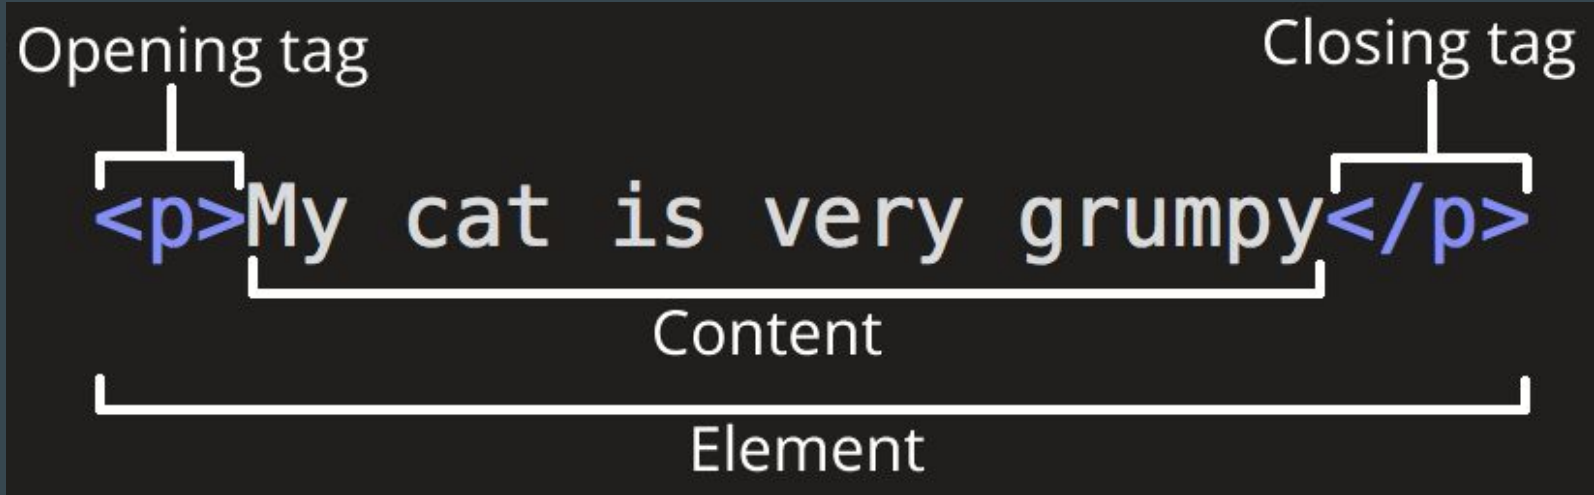 Opening tag
Closing tag
<p>My cat is very grumpy</p>
Content
Element